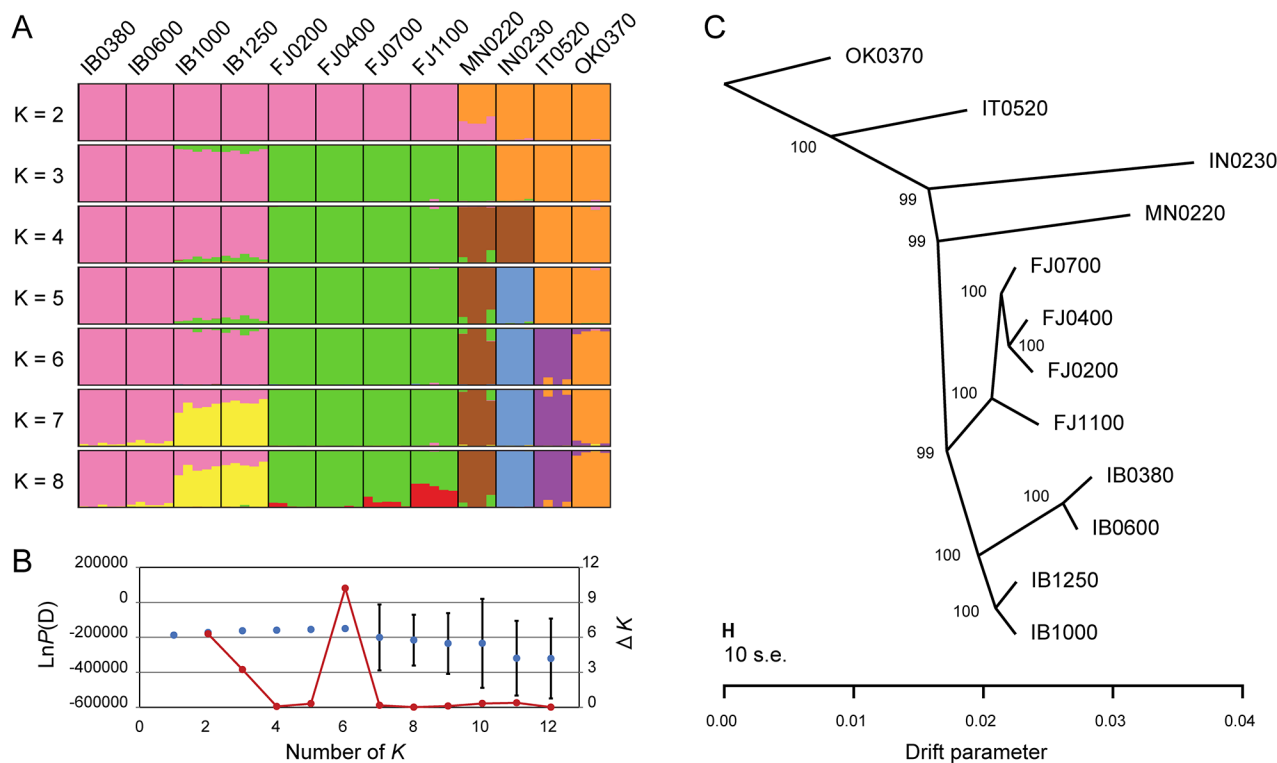 A
IB0380
IB0600
IB1000
IB1250
FJ0200
FJ0400
FJ0700
FJ1100
MN0220
IN0230
IT0520
OK0370
K = 2
K = 3
K = 4
K = 5
K = 6
K = 7
K = 8
B
200000
0
-200000
-400000
-600000
LnP(D)
12
9
6
3
0
Δ K
0
2
4
6
8
10
12
Number of K
C
OK0370
IT0520
100
IN0230
99
MN0220
99
FJ0700
100
FJ0400
100
FJ0200
100
FJ1100
99
IB0380
100
IB0600
100
IB1250
100
IB1000
H
10 s.e.
0.00
0.01
0.02
0.03
0.04
Drift parameter